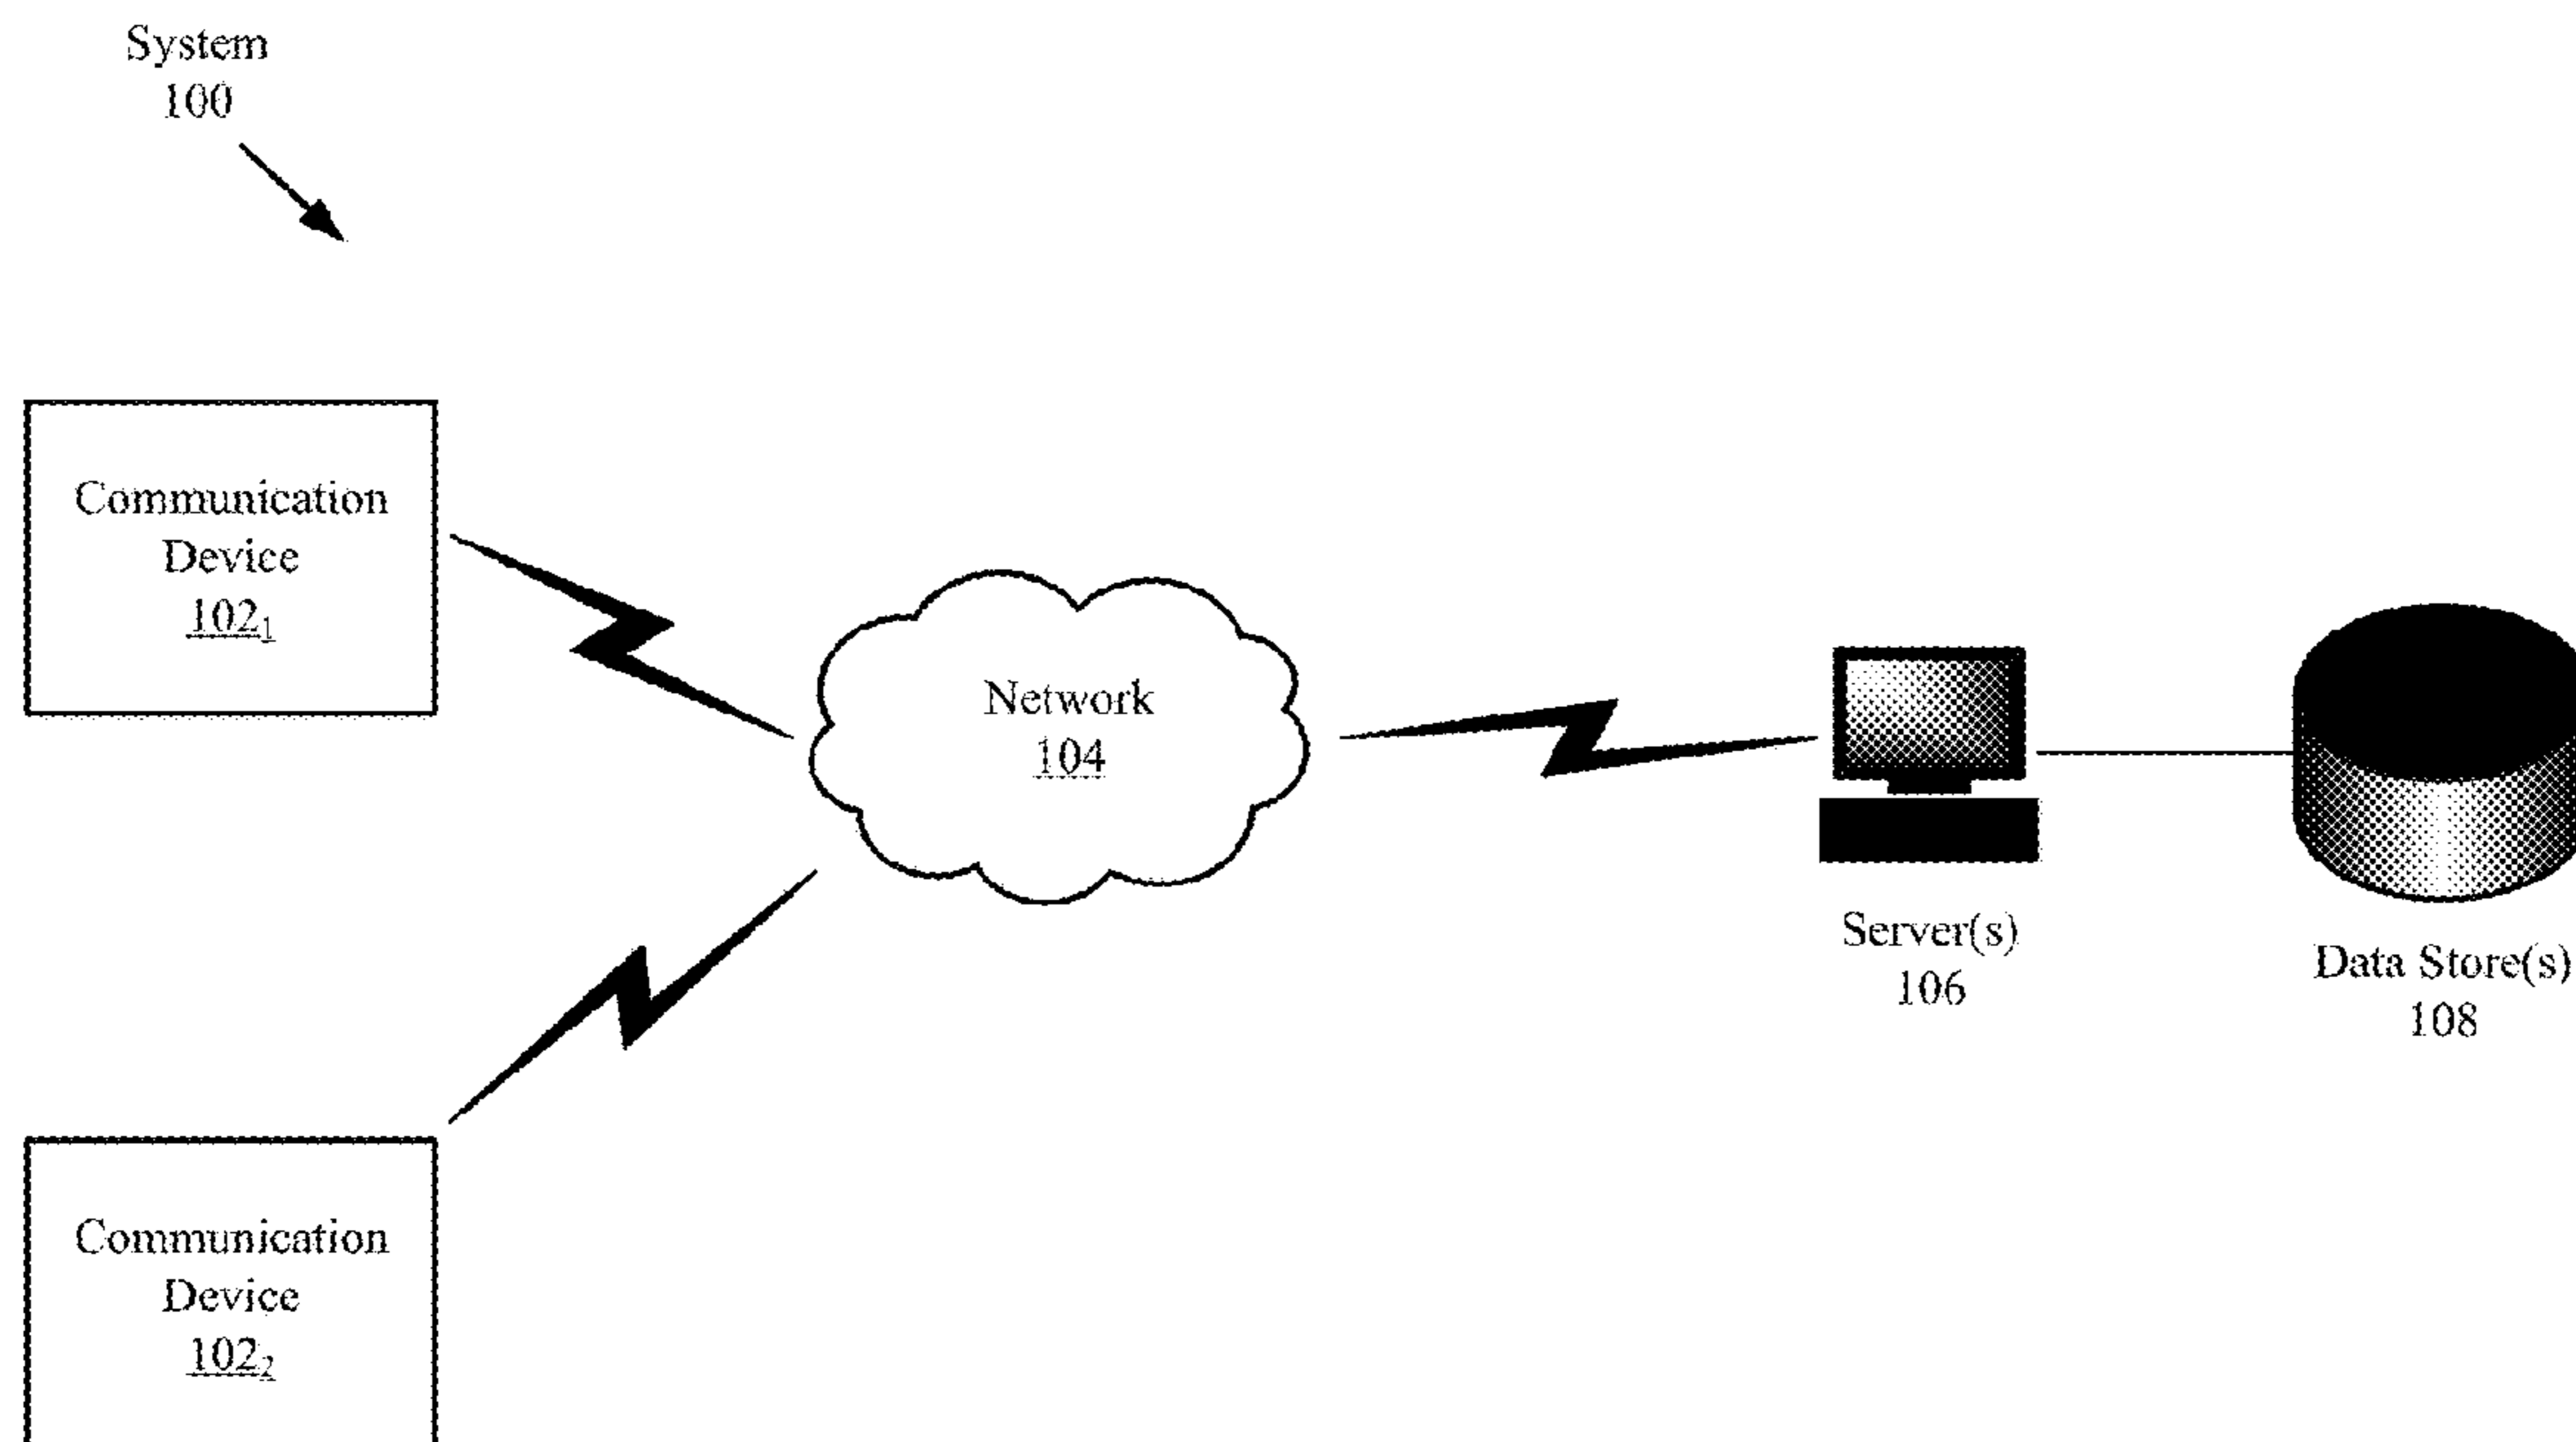 System
100
Communication
Device
102₁
Network
104
Server(s)
106
Data Store(s)
108
Communication
Device
102₂